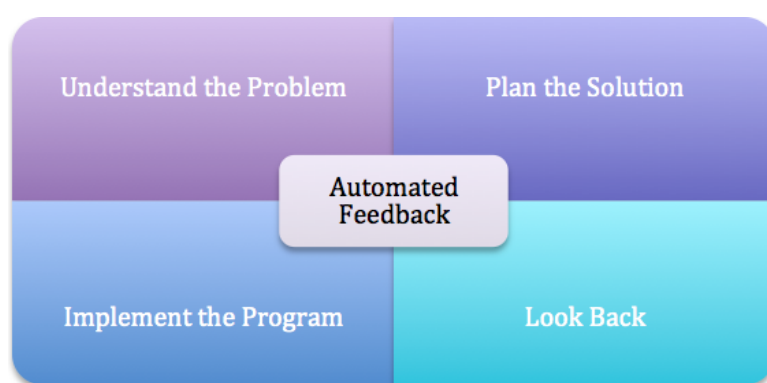 Understand the Problem
Plan the Solution
Automated
Feedback
Implement the Program
Look Back